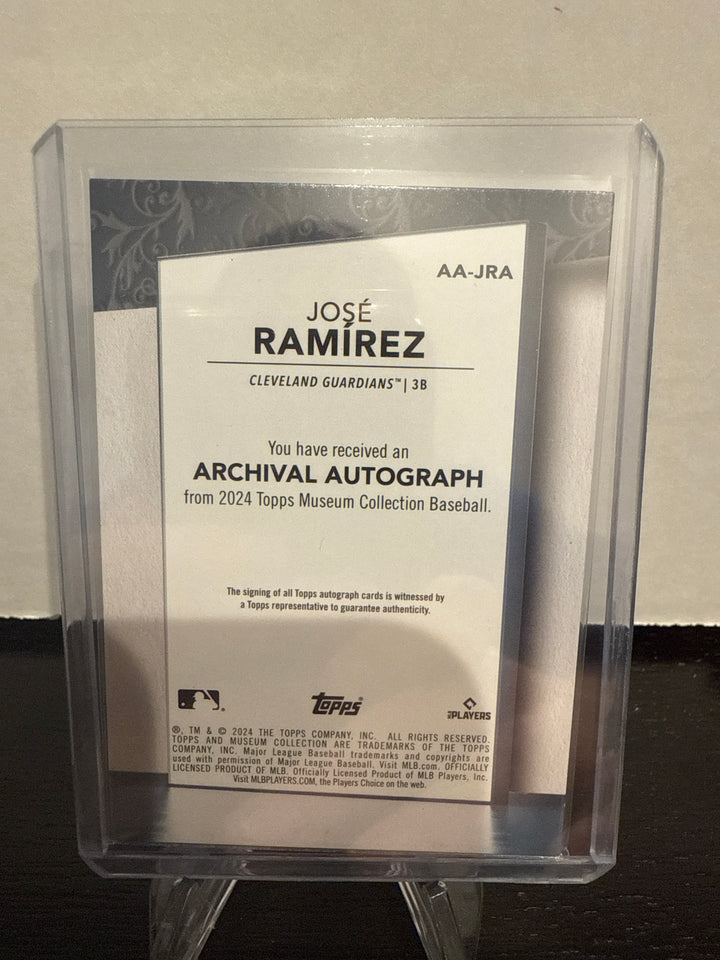 AA-JRA
JOSÉ
RAMÍREZ
CLEVELAND GUARDIANS™ | 3B
You have received an
ARCHIVAL AUTOGRAPH
from 2024 Topps Museum Collection Baseball.
The signing of all Topps autograph cards is witnessed by
a Topps representative to guarantee authenticity.
topps®
MLB PLAYERS
®, TM & © 2024 THE TOPPS COMPANY, INC. ALL RIGHTS RESERVED.
TOPPS AND MUSEUM COLLECTION ARE TRADEMARKS OF THE TOPPS
COMPANY, INC. Major League Baseball trademarks and copyrights are
used with permission of Major League Baseball. Visit MLB.com. OFFICIALLY
LICENSED PRODUCT OF MLB. Officially Licensed Product of MLB Players, Inc.
Visit MLBPLAYERS.COM, the Players Choice on the web.